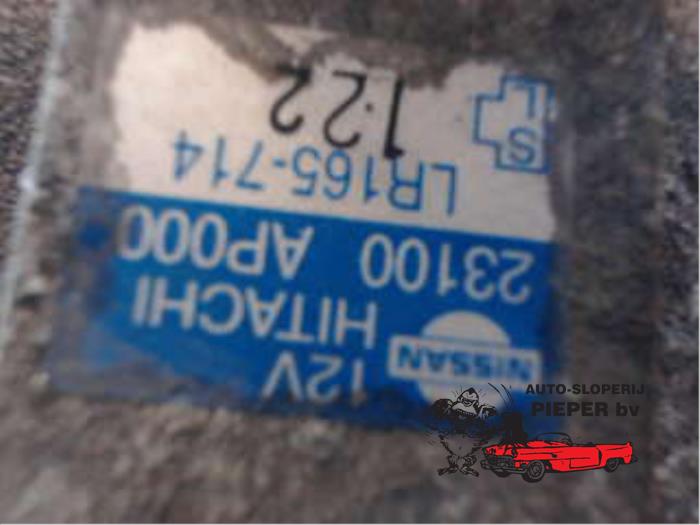 NISSAN 12V
HITACHI
23100 AP000
LR165-714
S
L
1·22
AUTO-SLOPERIJ
PIEPER bv